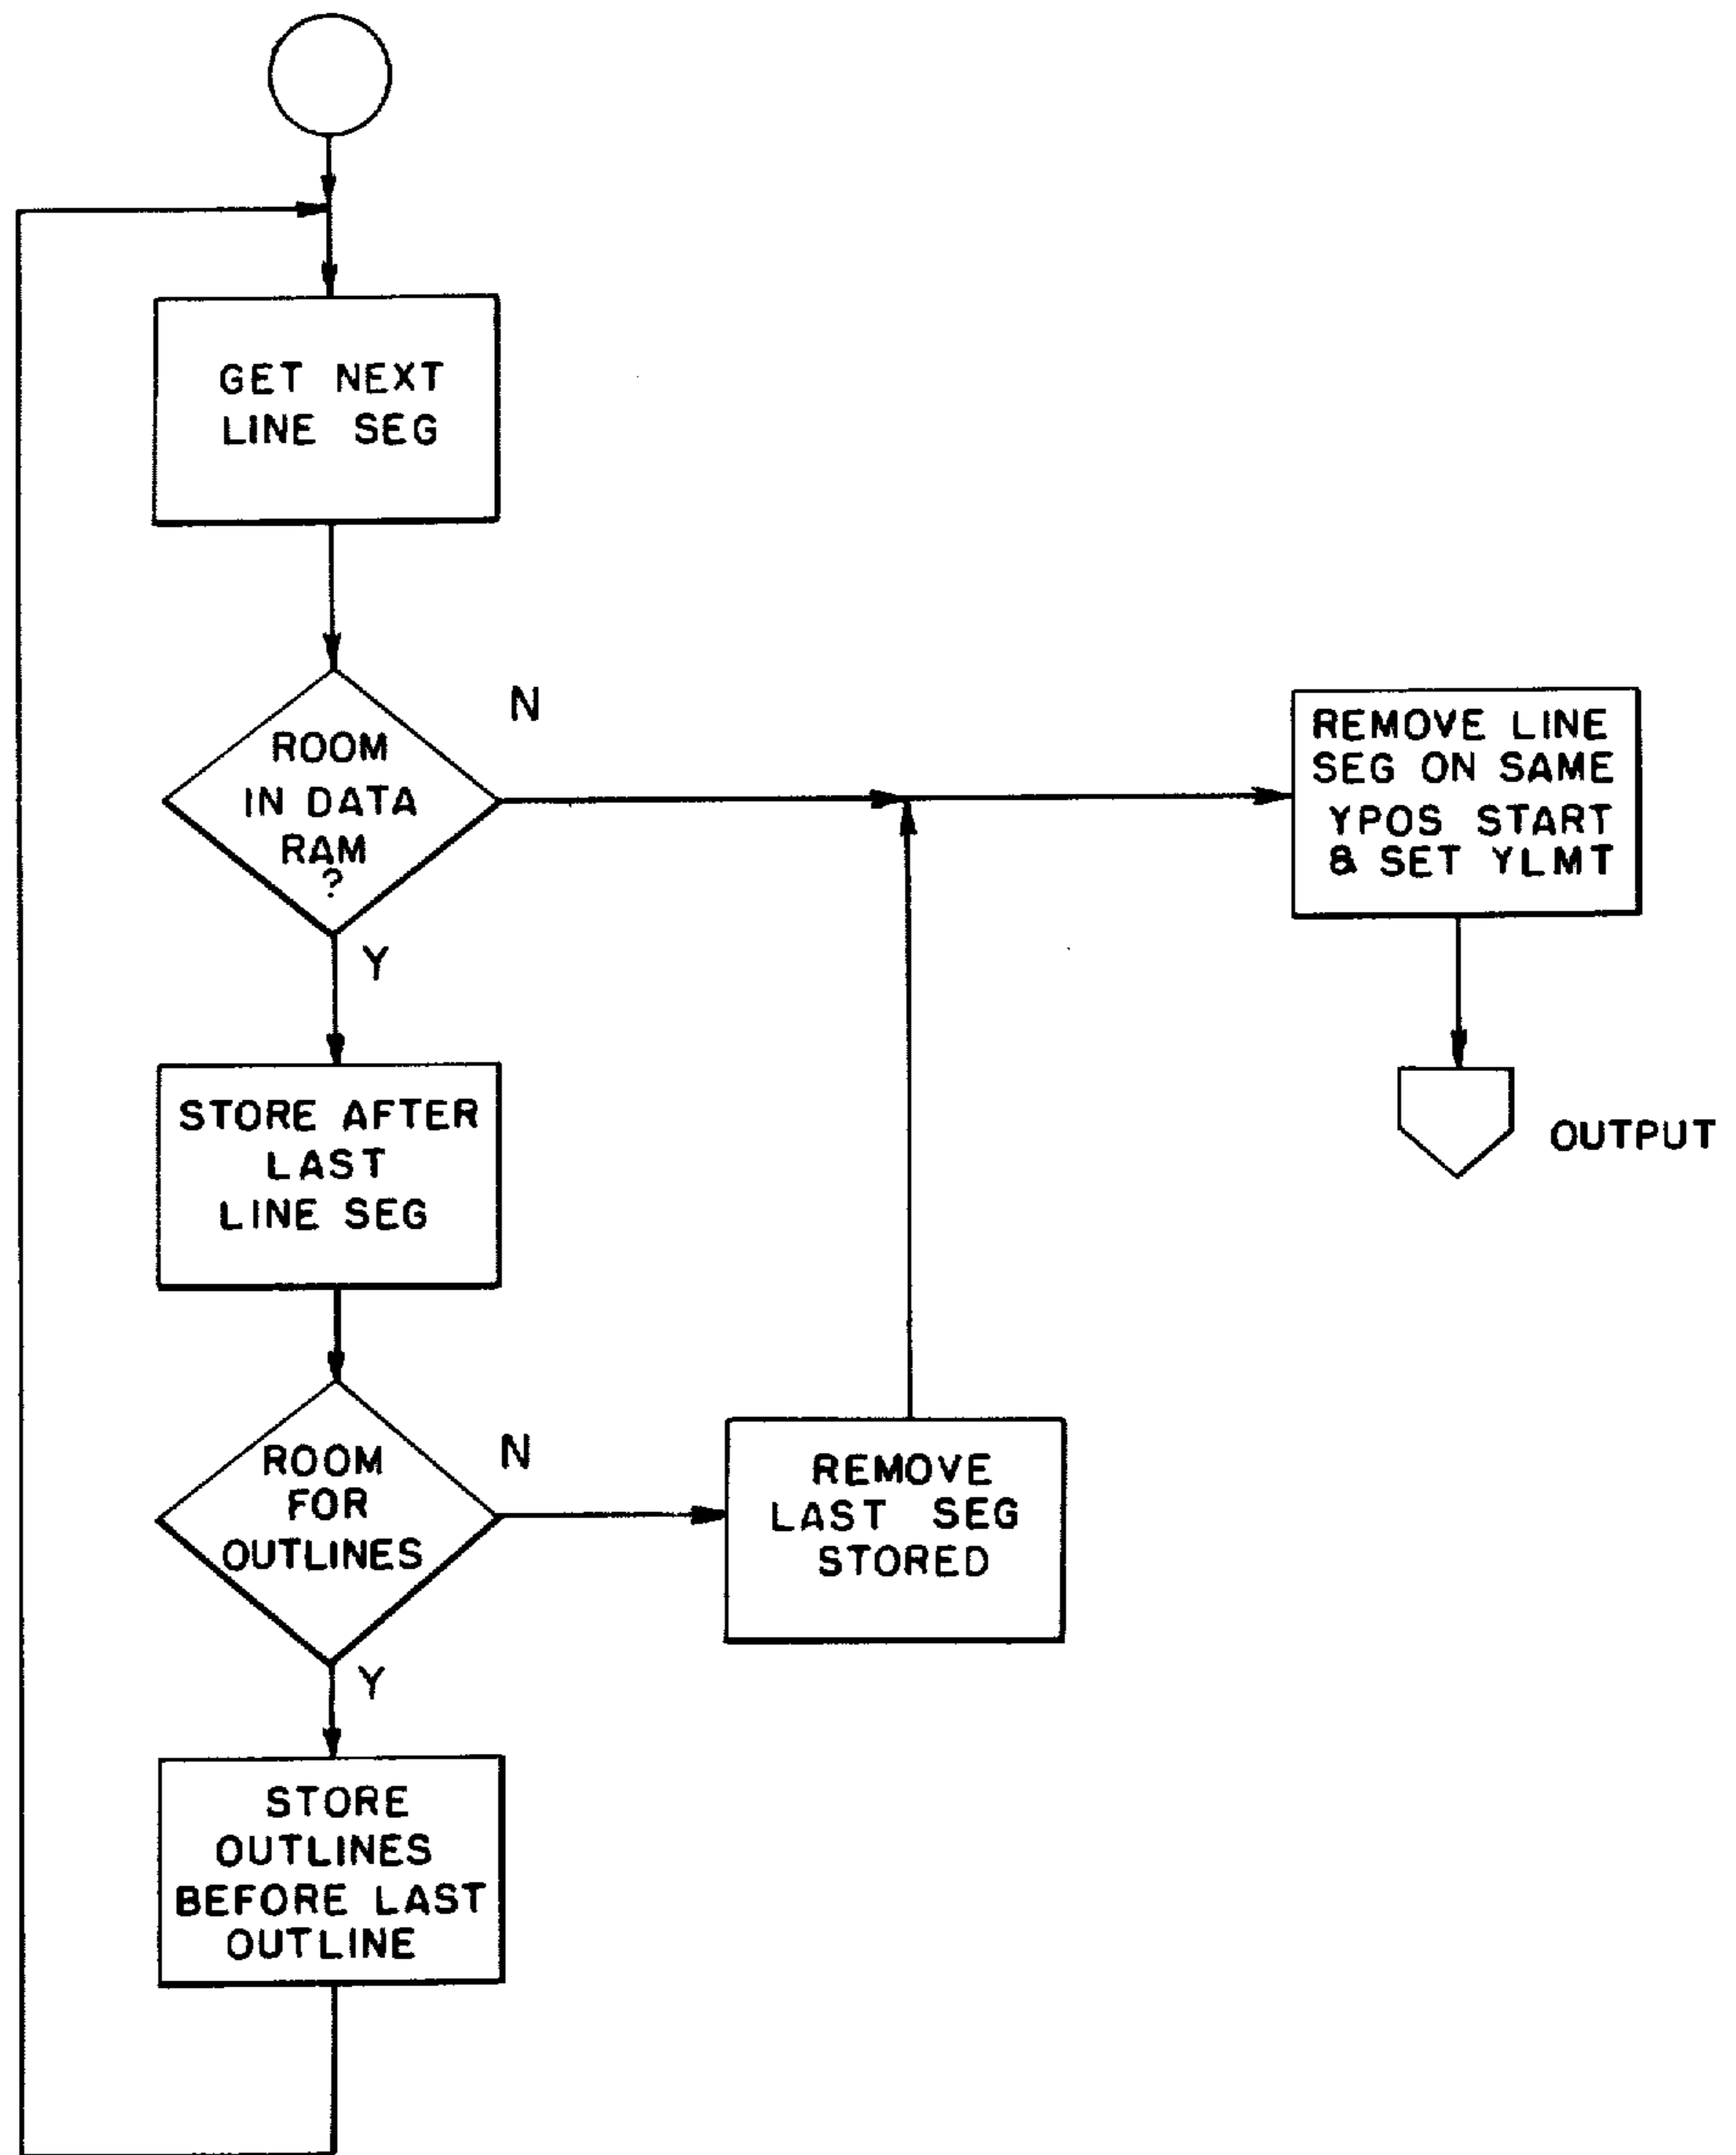 GET NEXT
LINE SEG
N
ROOM
IN DATA
RAM
?
REMOVE LINE
SEG ON SAME
YPOS START
& SET YLMT
Y
STORE AFTER
LAST
LINE SEG
OUTPUT
ROOM
FOR
OUTLINES
N
REMOVE
LAST SEG
STORED
Y
STORE
OUTLINES
BEFORE LAST
OUTLINE